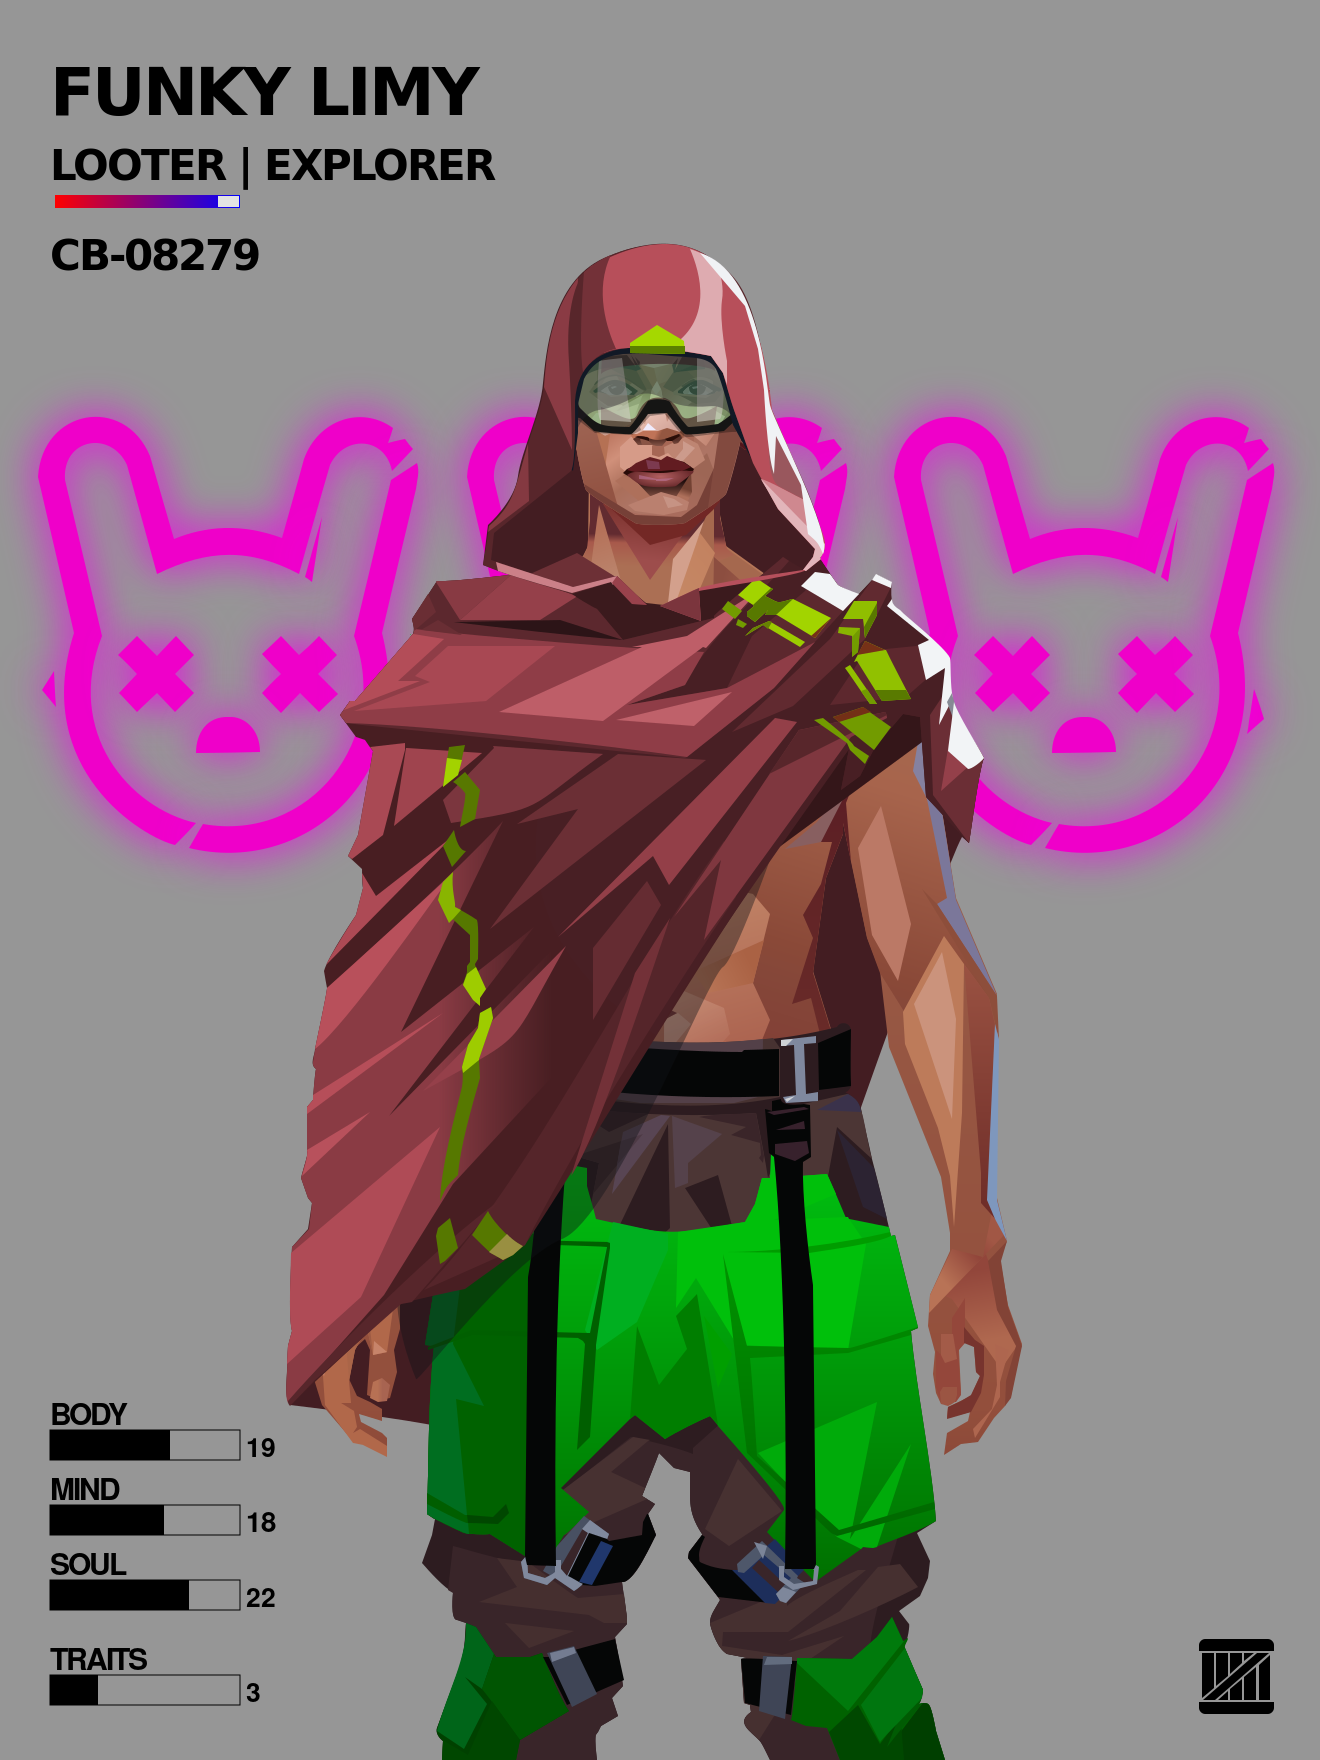 FUNKY LIMY
LOOTER | EXPLORER
CB-08279
BODY
19
MIND
18
SOUL
22
TRAITS
3